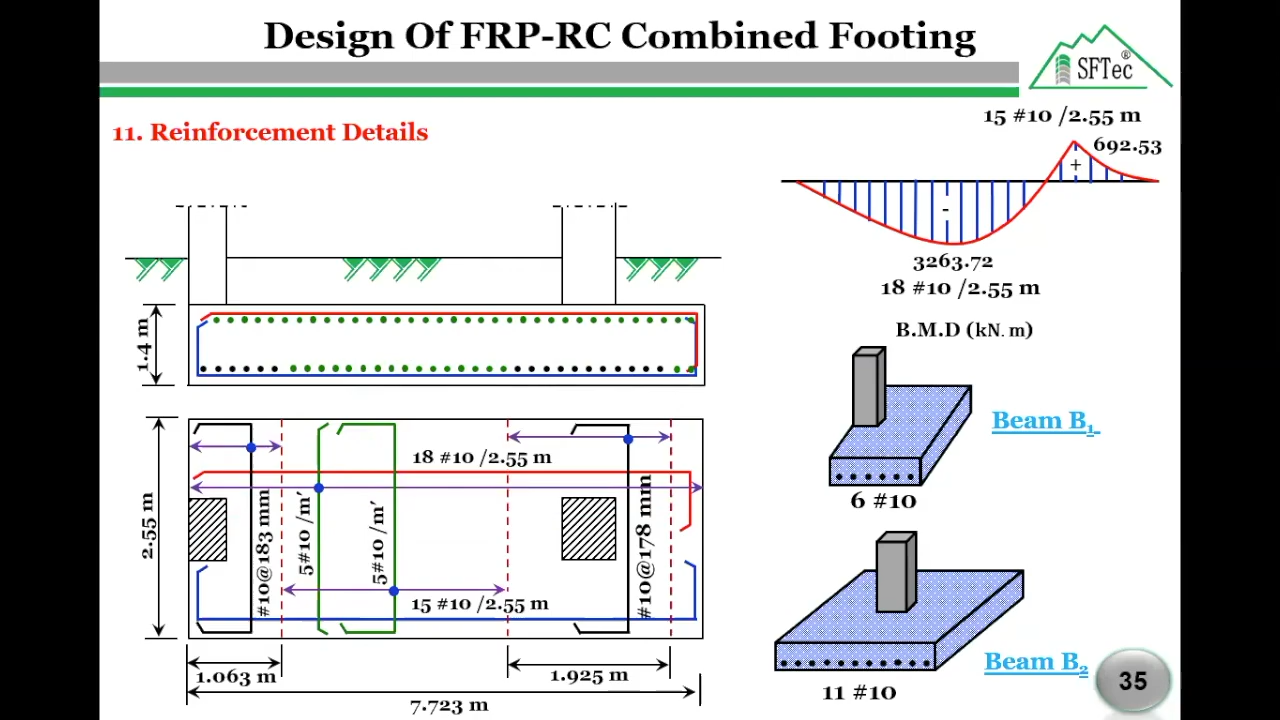 Design Of FRP-RC Combined Footing
SFTec®
11. Reinforcement Details
15 #10 /2.55 m
692.53
+
-
3263.72
18 #10 /2.55 m
B.M.D (kN. m)
1.4 m
Beam B1
6 #10
2.55 m
18 #10 /2.55 m
#10@183 mm
5#10 /m′
5#10 /m′
#10@178 mm
15 #10 /2.55 m
Beam B2
11 #10
1.063 m
1.925 m
7.723 m
35